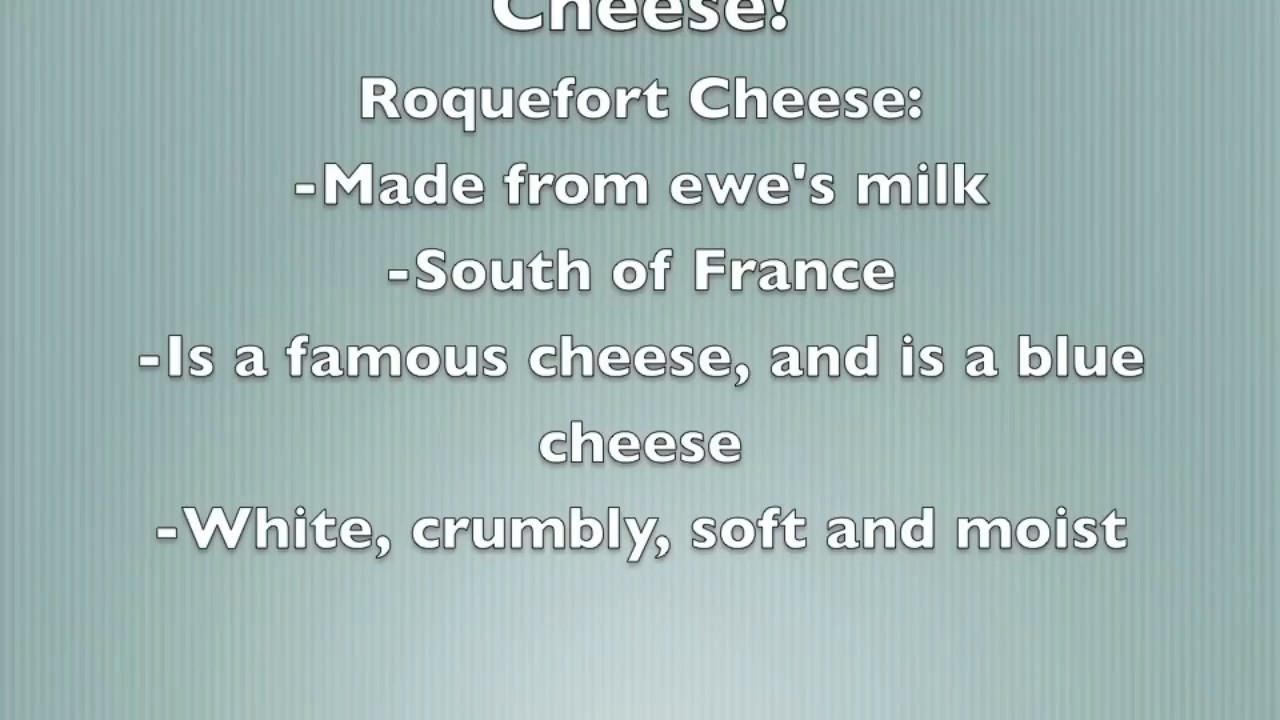 Cheese!
Roquefort Cheese:
-Made from ewe's milk
-South of France
-Is a famous cheese, and is a blue
cheese
-White, crumbly, soft and moist